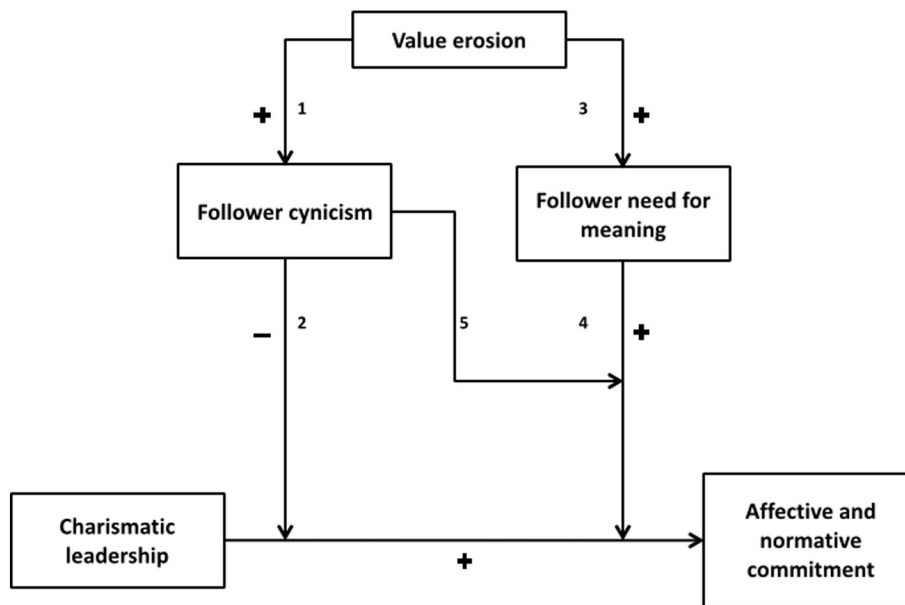 Value erosion
+
1
3
+
Follower cynicism
Follower need for
meaning
–
2
5
4
+
Charismatic
leadership
+
Affective and
normative
commitment